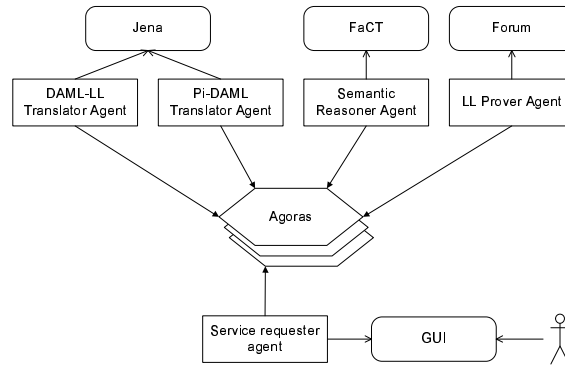 Jena
FaCT
Forum
DAML-LL
Translator Agent
Pi-DAML
Translator Agent
Semantic
Reasoner Agent
LL Prover Agent
Agoras
Service requester
agent
GUI